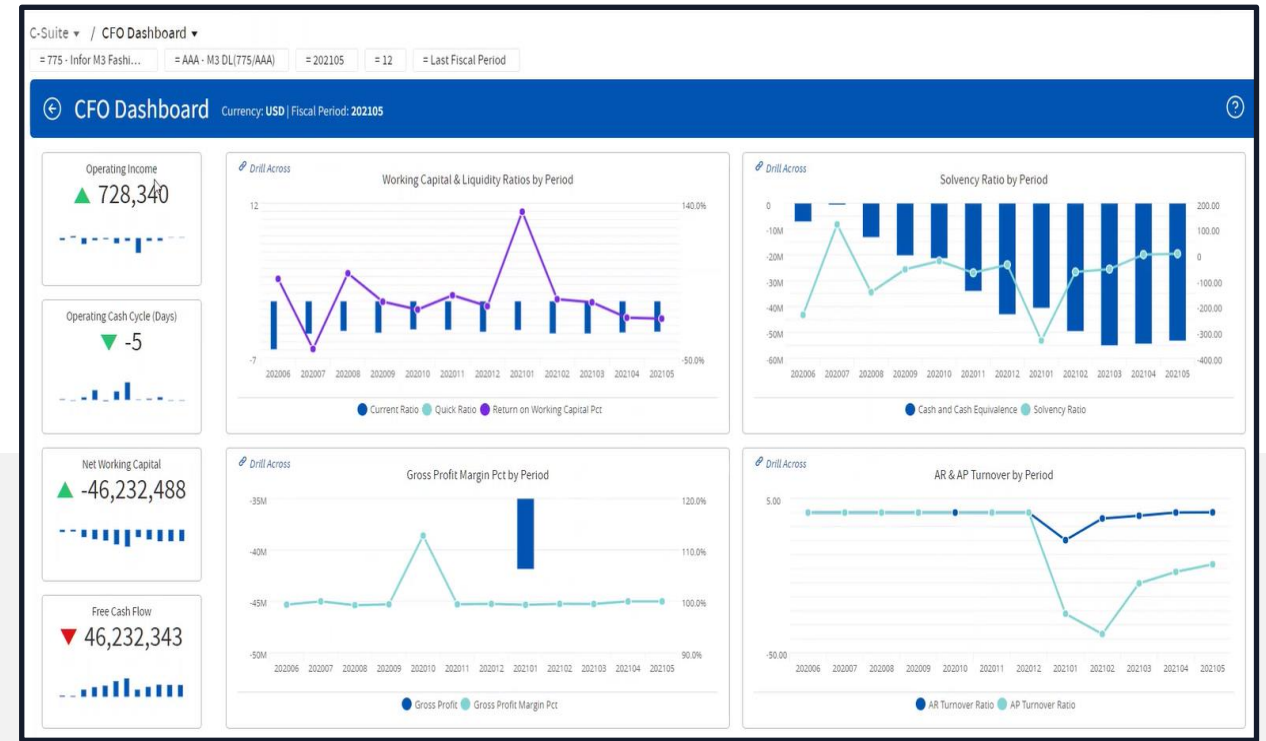 C-Suite / CFO Dashboard
= 775 - Infor M3 Fashi... = AAA - M3 DL(775/AAA) = 202105 = 12 = Last Fiscal Period
CFO Dashboard Currency: USD | Fiscal Period: 202105 ?
Operating Income
728,340
Operating Cash Cycle (Days)
-5
Net Working Capital
-46,232,488
Free Cash Flow
46,232,343
Drill Across
Working Capital & Liquidity Ratios by Period
12 140.0%
-7 -50.0%
202006 202007 202008 202009 202010 202011 202012 202101 202102 202103 202104 202105
Current Ratio Quick Ratio Return on Working Capital Pct
Drill Across
Solvency Ratio by Period
0 200.00
-10M 100.00
-20M 0
-30M -100.00
-40M -200.00
-50M -300.00
-60M -400.00
202006 202007 202008 202009 202010 202011 202012 202101 202102 202103 202104 202105
Cash and Cash Equivalence Solvency Ratio
Drill Across
Gross Profit Margin Pct by Period
-35M 120.0%
-40M 110.0%
-45M 100.0%
-50M 90.0%
202006 202007 202008 202009 202010 202011 202012 202101 202102 202103 202104 202105
Gross Profit Gross Profit Margin Pct
Drill Across
AR & AP Turnover by Period
5.00
-50.00
202006 202007 202008 202009 202010 202011 202012 202101 202102 202103 202104 202105
AR Turnover Ratio AP Turnover Ratio